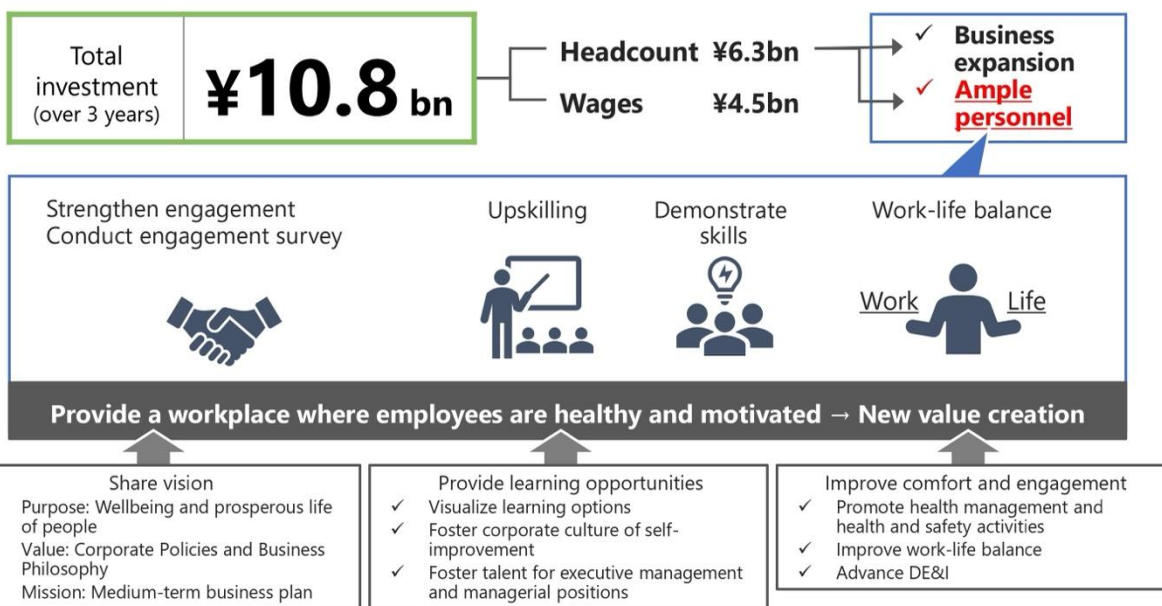 Total
investment
(over 3 years)
¥10.8 bn
Headcount ¥6.3bn
Wages ¥4.5bn
✓ Business
expansion
✓ Ample
personnel
Strengthen engagement
Conduct engagement survey
Upskilling
Demonstrate
skills
Work-life balance
Work
Life
Provide a workplace where employees are healthy and motivated → New value creation
Share vision
Purpose: Wellbeing and prosperous life
of people
Value: Corporate Policies and Business
Philosophy
Mission: Medium-term business plan
Provide learning opportunities
✓ Visualize learning options
✓ Foster corporate culture of self-
improvement
✓ Foster talent for executive management
and managerial positions
Improve comfort and engagement
✓ Promote health management and
health and safety activities
✓ Improve work-life balance
✓ Advance DE&I